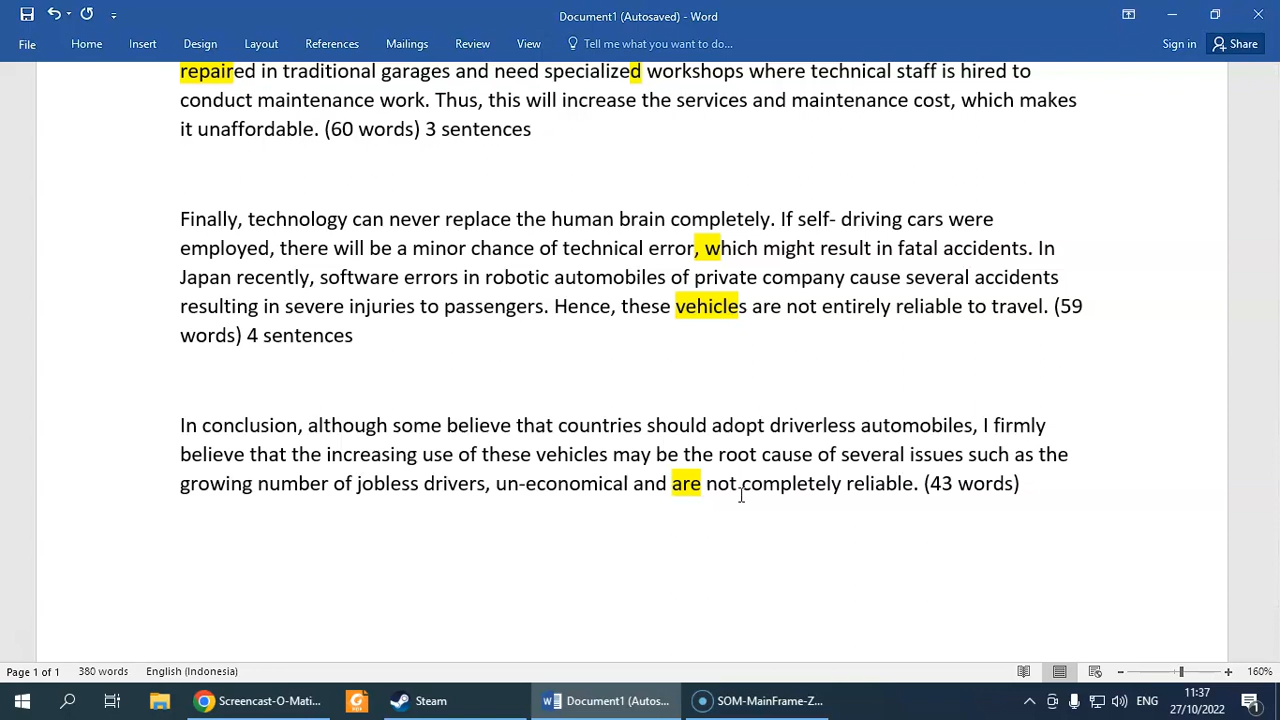 Document1 (Autosaved) - Word
File Home Insert Design Layout References Mailings Review View Tell me what you want to do... Sign in Share
repaired in traditional garages and need specialized workshops where technical staff is hired to
conduct maintenance work. Thus, this will increase the services and maintenance cost, which makes
it unaffordable. (60 words) 3 sentences
Finally, technology can never replace the human brain completely. If self- driving cars were
employed, there will be a minor chance of technical error, which might result in fatal accidents. In
Japan recently, software errors in robotic automobiles of private company cause several accidents
resulting in severe injuries to passengers. Hence, these vehicles are not entirely reliable to travel. (59
words) 4 sentences
In conclusion, although some believe that countries should adopt driverless automobiles, I firmly
believe that the increasing use of these vehicles may be the root cause of several issues such as the
growing number of jobless drivers, un-economical and are not completely reliable. (43 words)
Page 1 of 1 380 words English (Indonesia) 160%
Screencast-O-Mati... Steam Document1 (Autos... SOM-MainFrame-Z... 11:37
27/10/2022
1